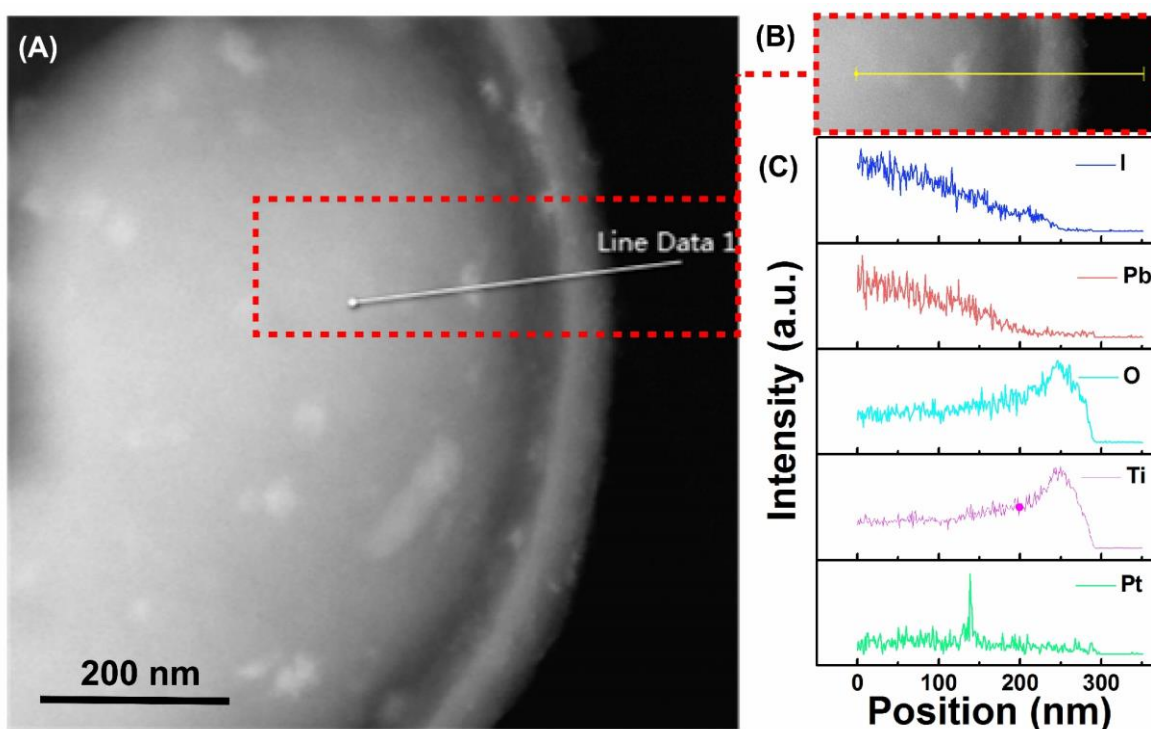 (A)
Line Data 1
200 nm
(B)
(C)
I
Pb
O
Ti
Pt
Intensity (a.u.)
0 100 200 300
Position (nm)